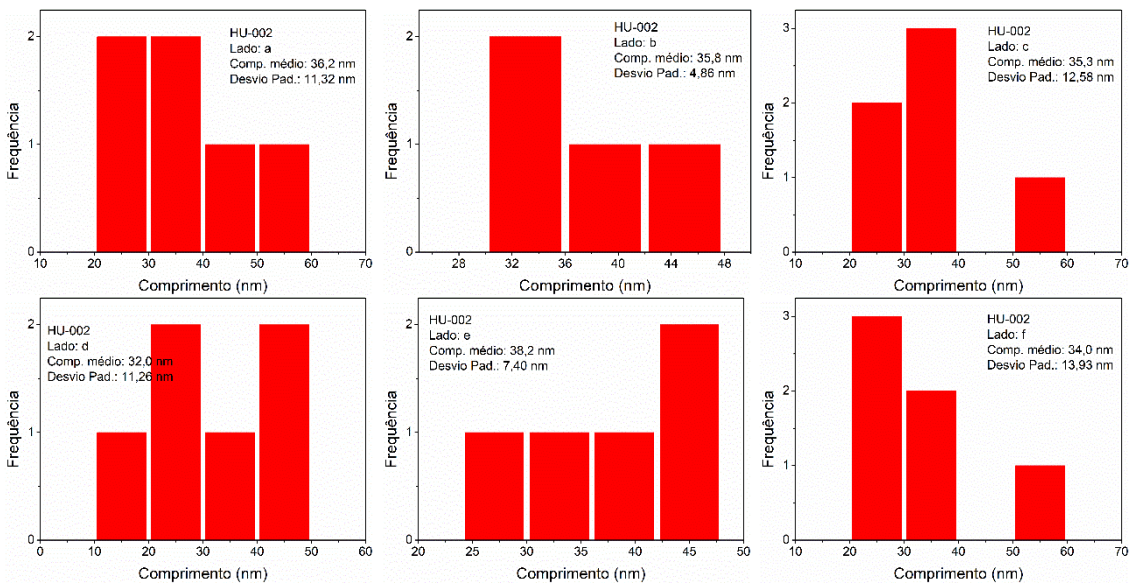 HU-002
Lado: a
Comp. médio: 36,2 nm
Desvio Pad.: 11,32 nm
Frequência
2
1
0
10 20 30 40 50 60 70
Comprimento (nm)
HU-002
Lado: b
Comp. médio: 35,8 nm
Desvio Pad.: 4,86 nm
Frequência
2
1
0
28 32 36 40 44 48
Comprimento (nm)
HU-002
Lado: c
Comp. médio: 35,3 nm
Desvio Pad.: 12,58 nm
Frequência
3
2
1
0
10 20 30 40 50 60 70
Comprimento (nm)
HU-002
Lado: d
Comp. médio: 32,0 nm
Desvio Pad.: 11,26 nm
Frequência
2
1
0
0 10 20 30 40 50 60
Comprimento (nm)
HU-002
Lado: e
Comp. médio: 38,2 nm
Desvio Pad.: 7,40 nm
Frequência
2
1
0
20 25 30 35 40 45 50
Comprimento (nm)
HU-002
Lado: f
Comp. médio: 34,0 nm
Desvio Pad.: 13,93 nm
Frequência
3
2
1
0
10 20 30 40 50 60 70
Comprimento (nm)